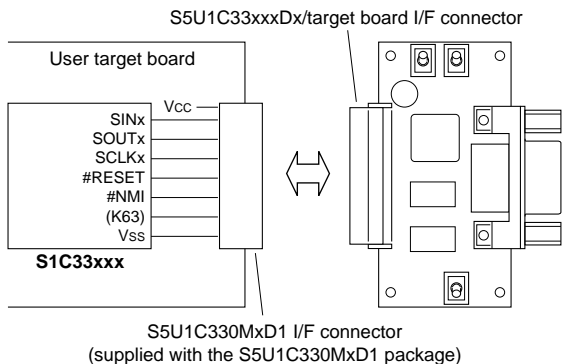 S5U1C33xxxDx/target board I/F connector
User target board
Vcc
SINx
SOUTx
SCLKx
#RESET
#NMI
(K63)
Vss
S1C33xxx
S5U1C330MxD1 I/F connector
(supplied with the S5U1C330MxD1 package)